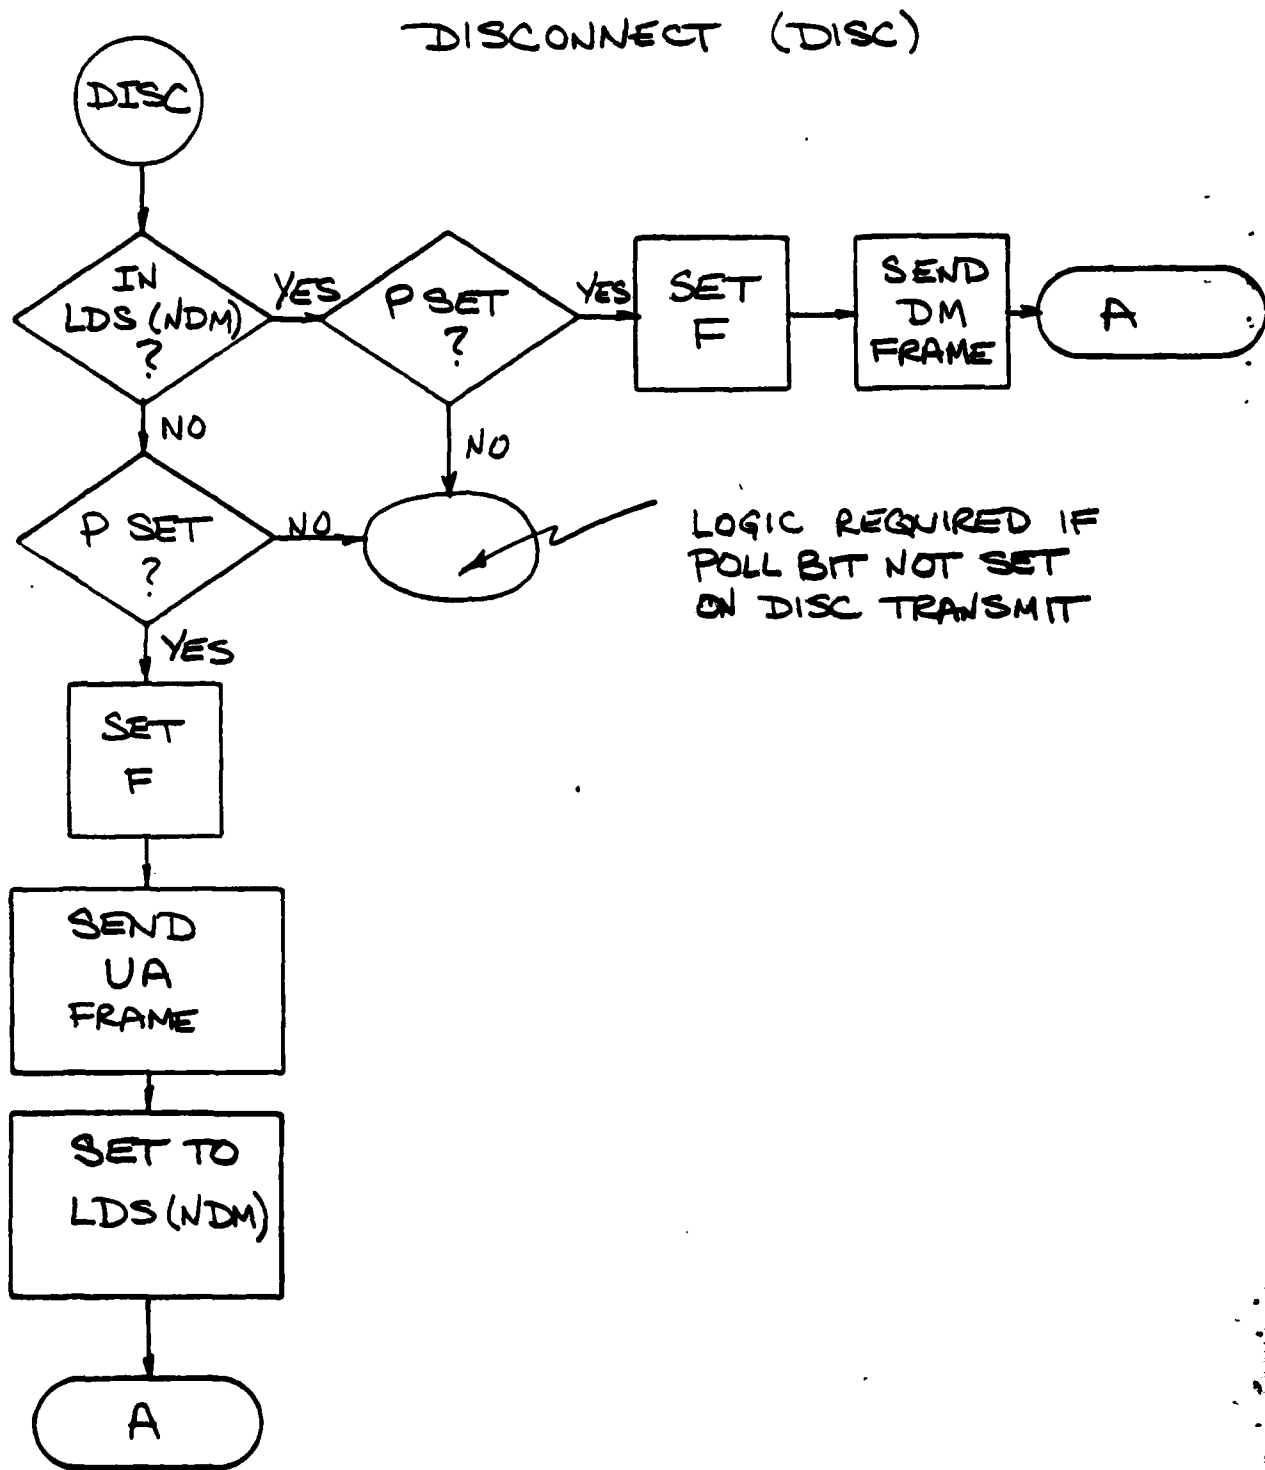 DISCONNECT (DISC)
DISC
IN
LDS (NDM)
?
YES
P SET
?
YES
SET
F
SEND
DM
FRAME
A
NO
NO
P SET
?
NO
LOGIC REQUIRED IF
POLL BIT NOT SET
ON DISC TRANSMIT
YES
SET
F
SEND
UA
FRAME
SET TO
LDS (NDM)
A